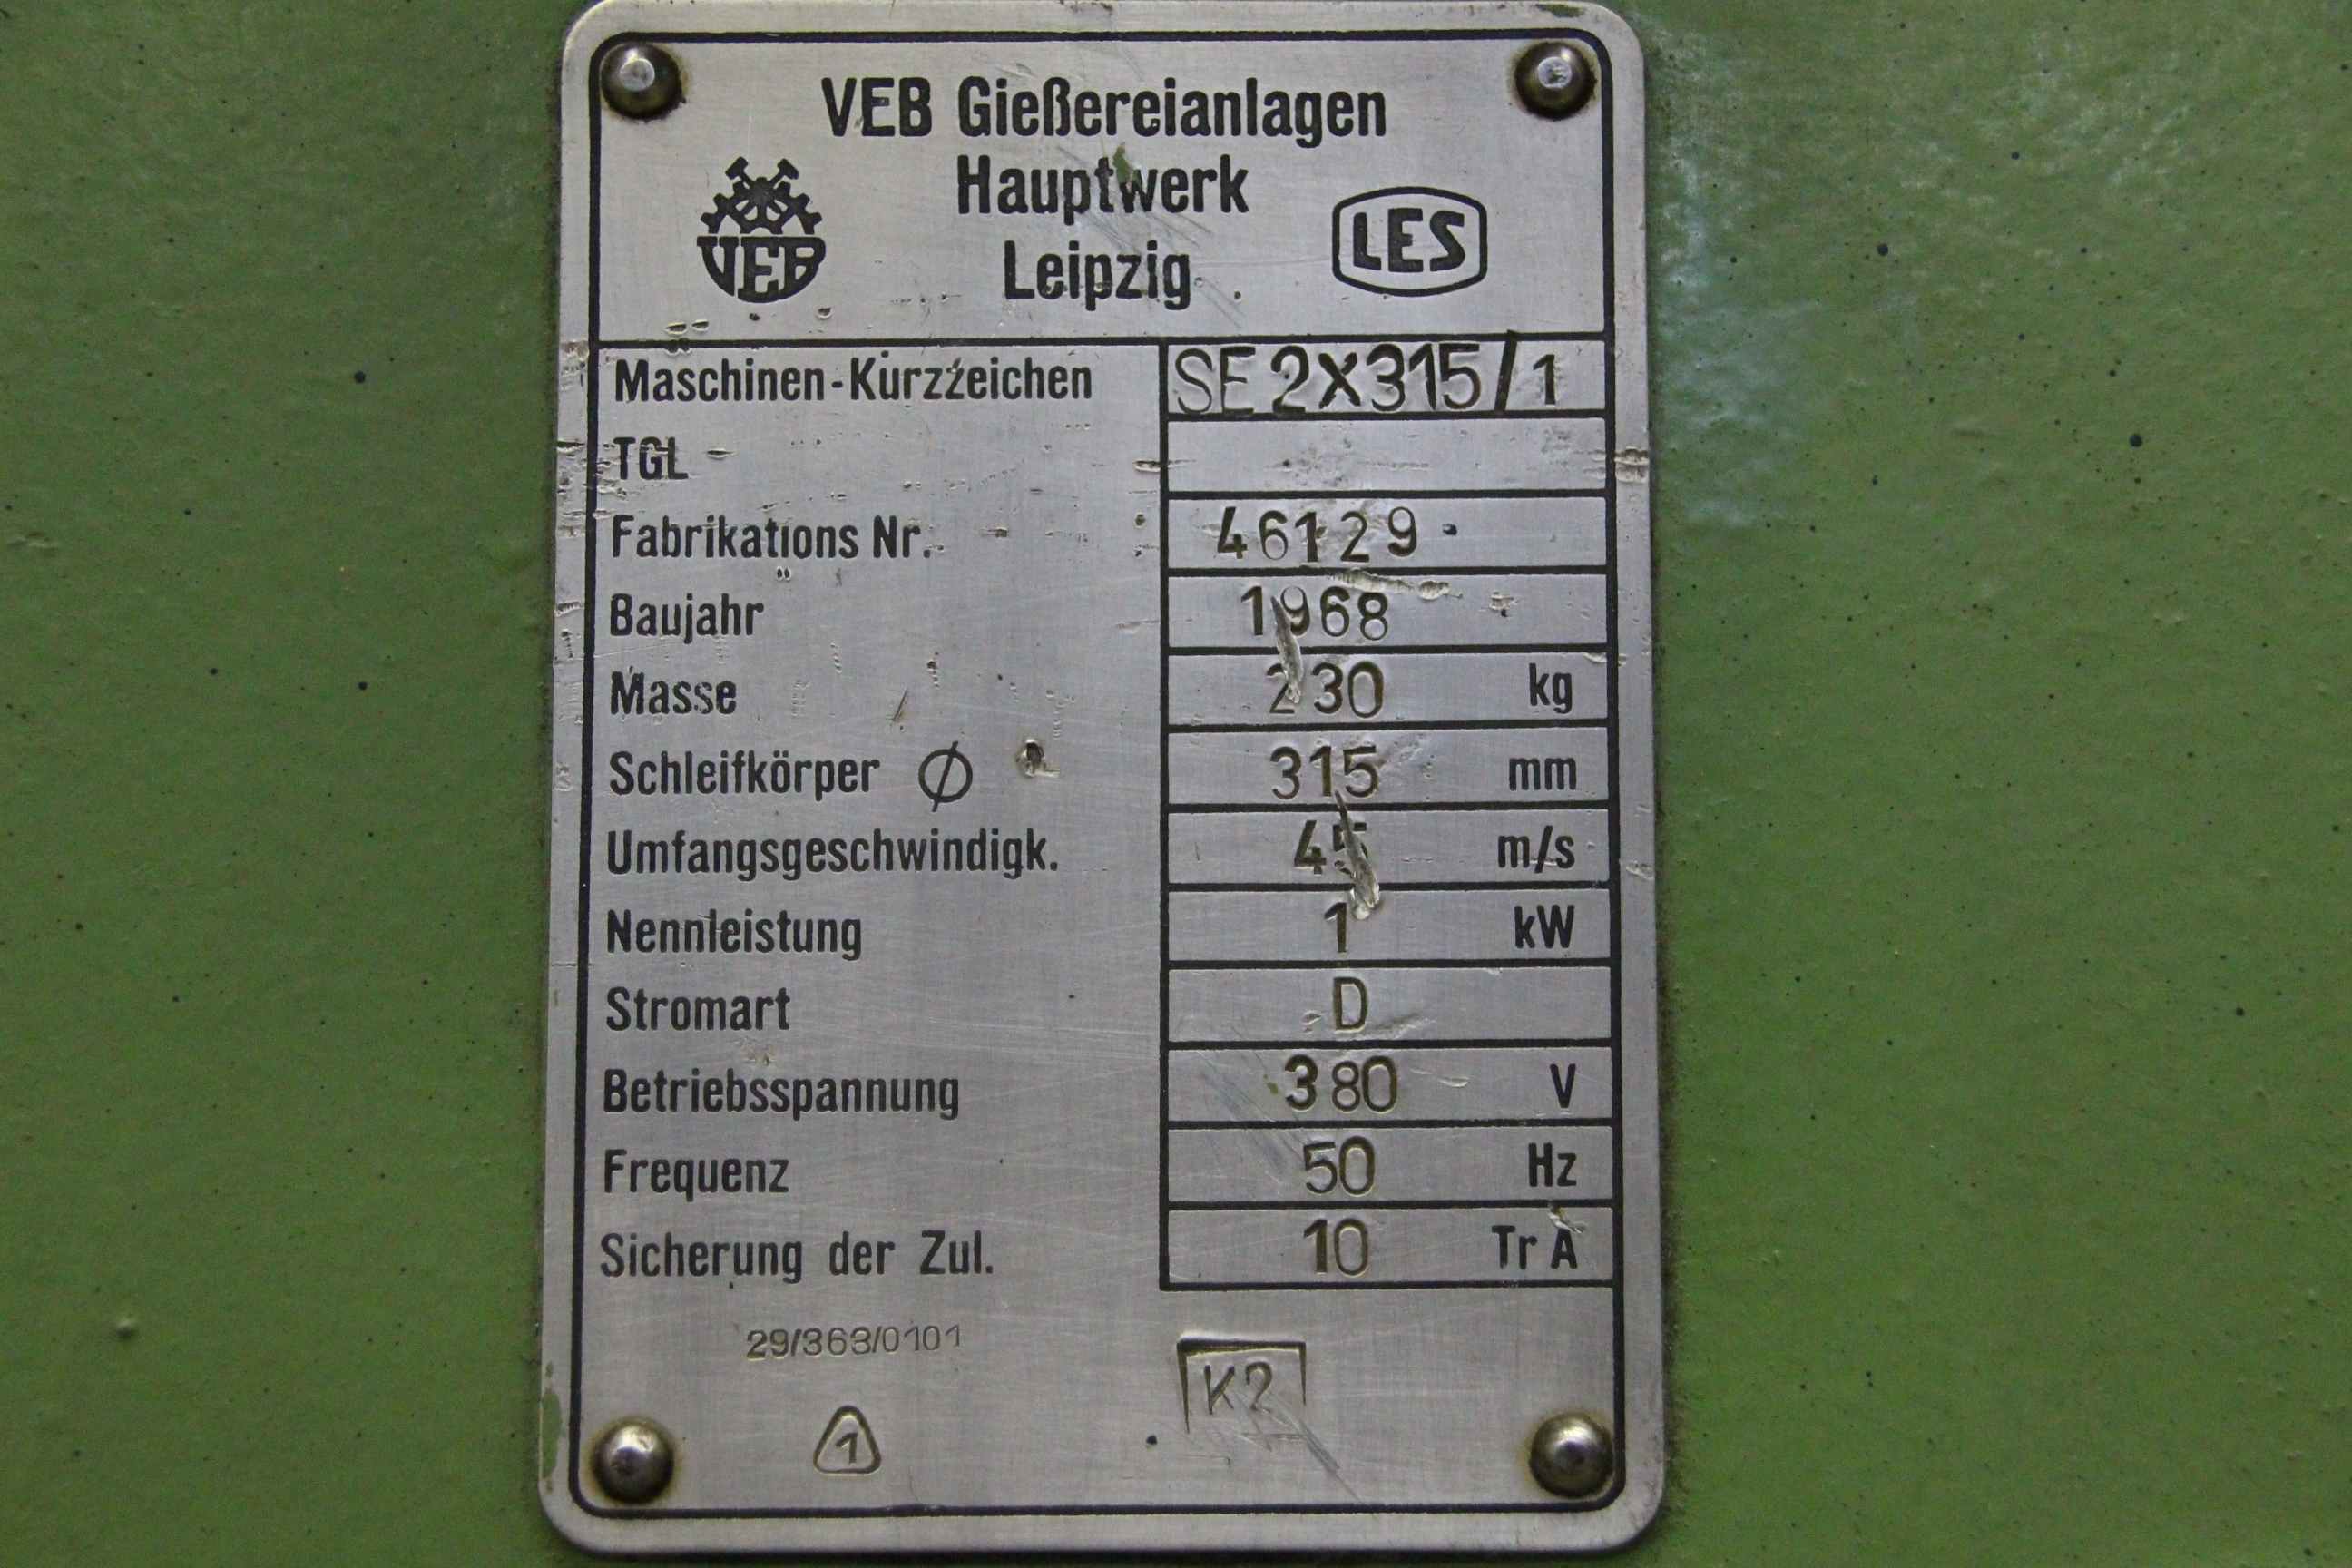 VEB Gießereianlagen
Hauptwerk
Leipzig
VEB
LES
Maschinen-Kurzzeichen SE 2X315/1
TGL
Fabrikations Nr. 46129
Baujahr 1968
Masse 230 kg
Schleifkörper Ø 315 mm
Umfangsgeschwindigk. 45 m/s
Nennleistung 1 kW
Stromart D
Betriebsspannung 380 V
Frequenz 50 Hz
Sicherung der Zul. 10 Tr A
29/363/0101
K2
1